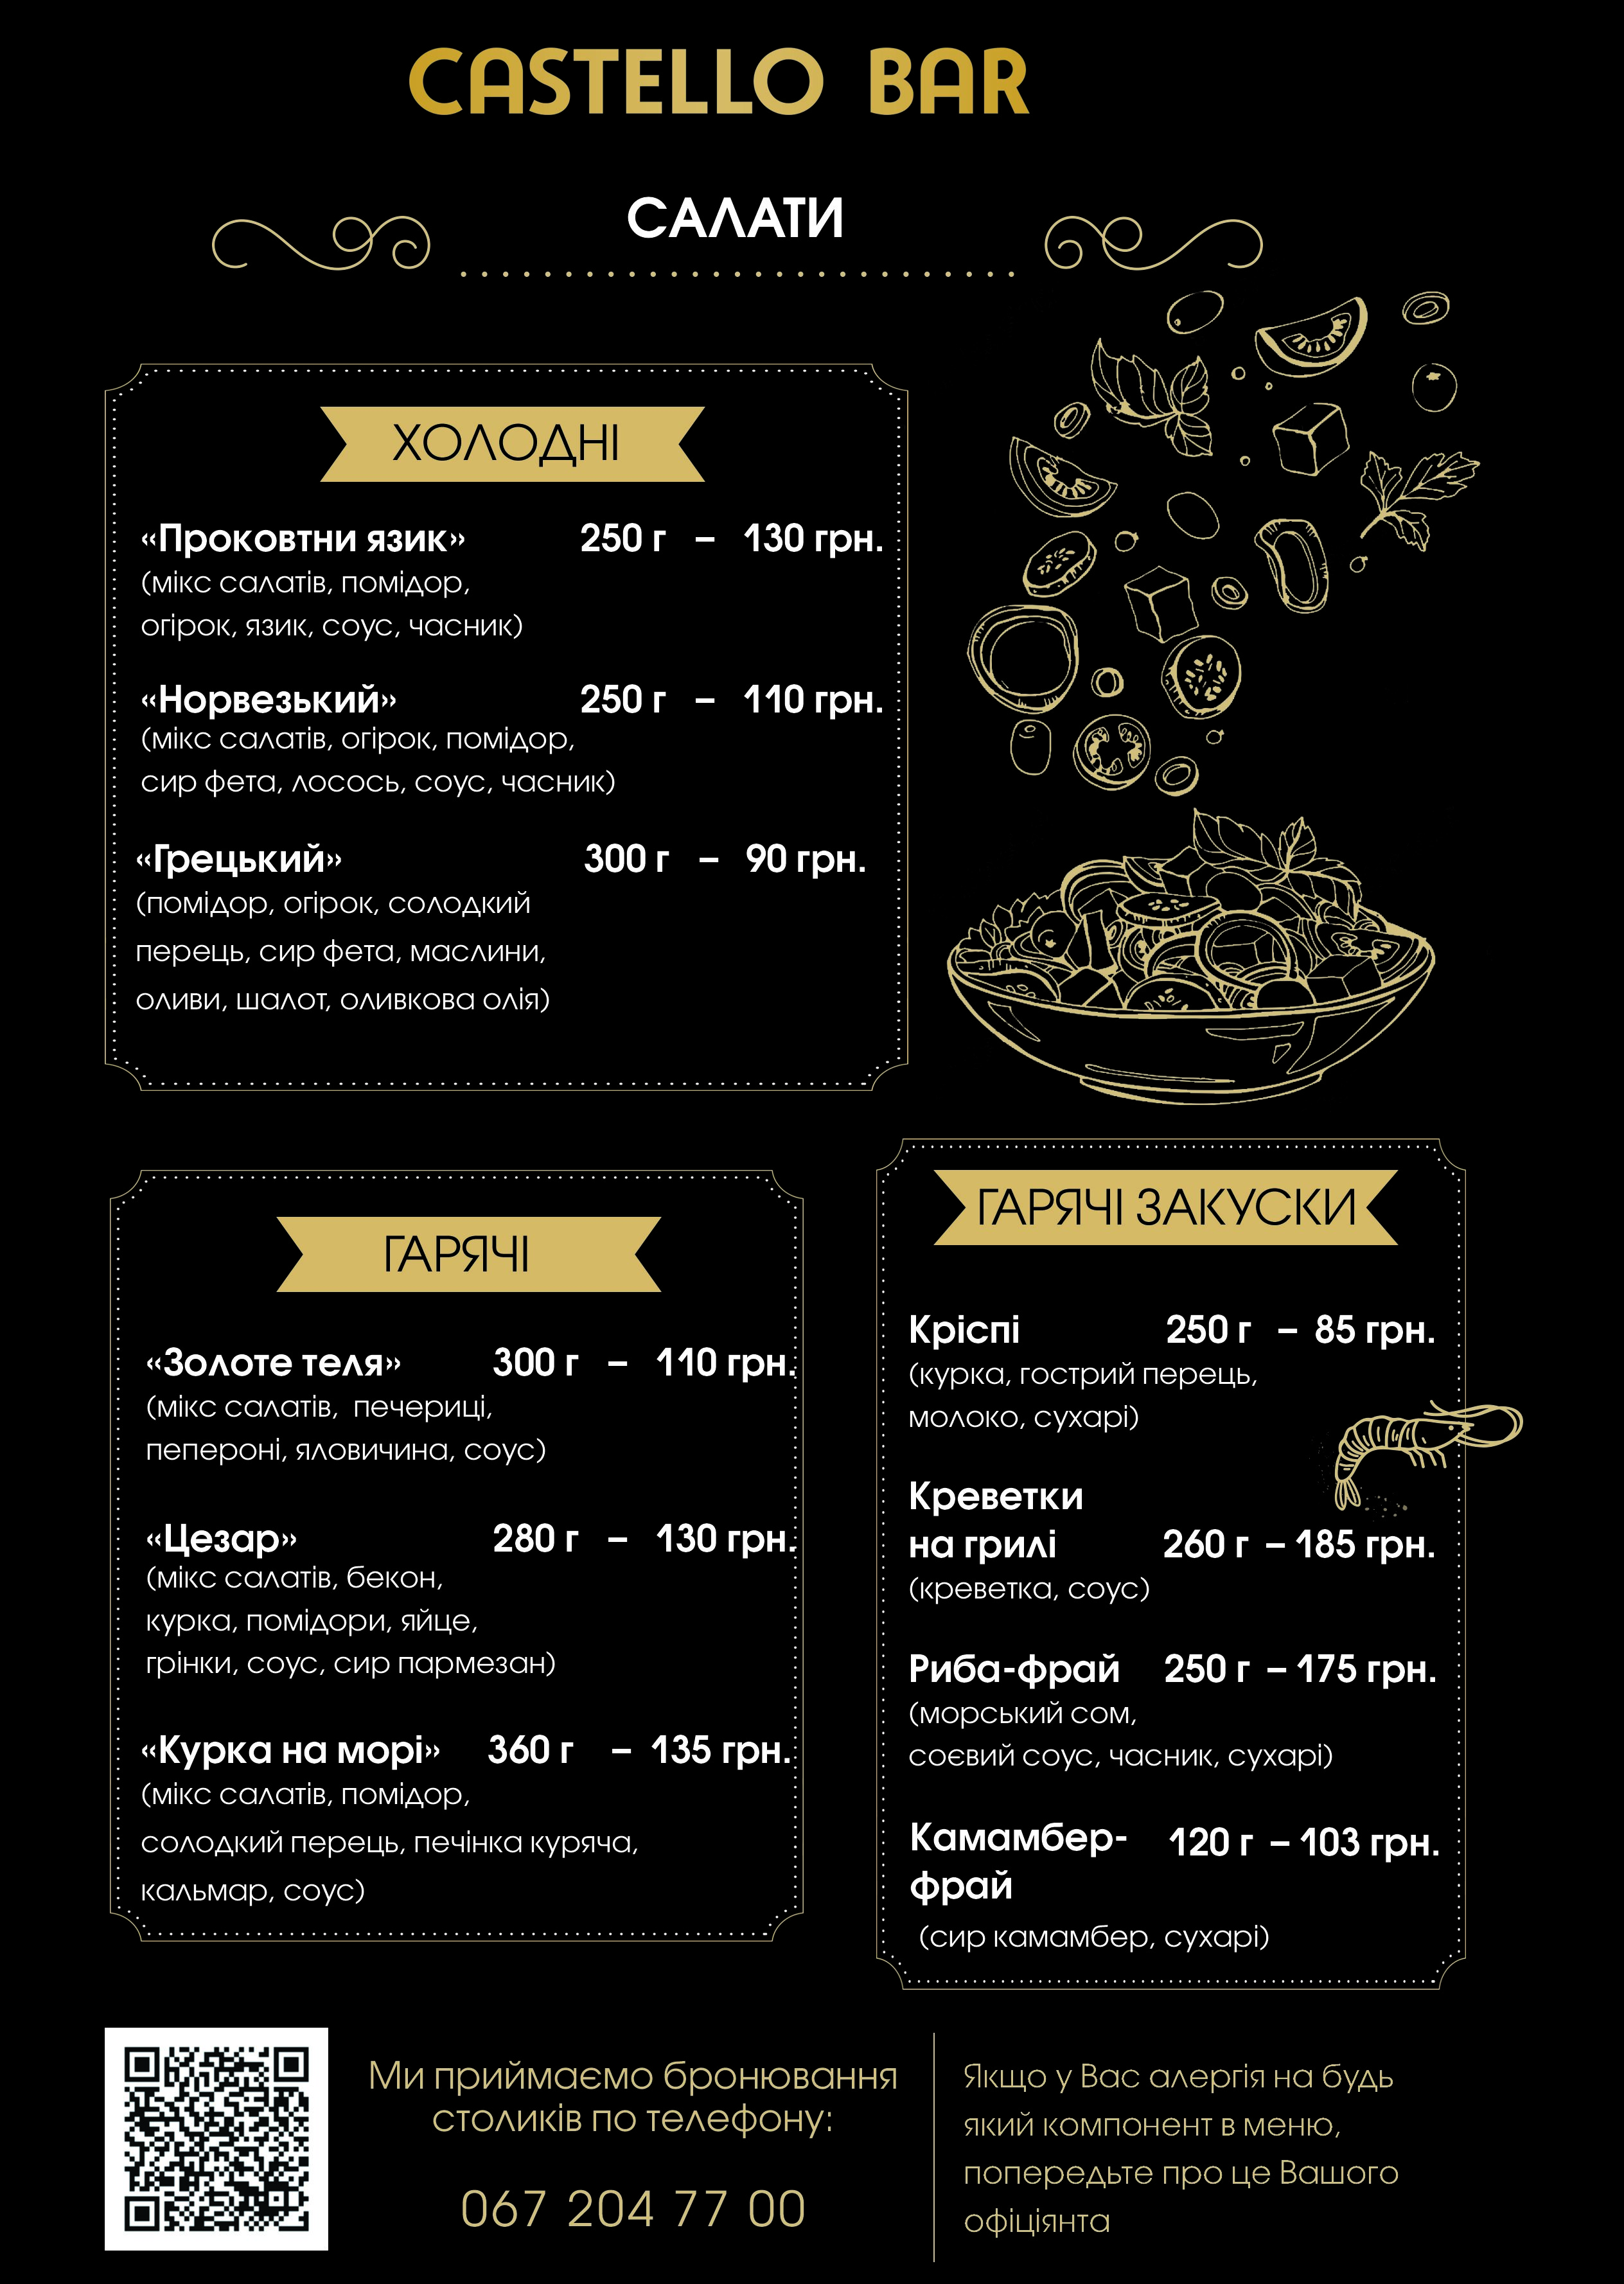 CASTELLO BAR
САЛАТИ
ХОЛОДНІ
«Проковтни язик» 250 г – 130 грн.
(мікс салатів, помідор,
огірок, язик, соус, часник)
«Норвезький» 250 г – 110 грн.
(мікс салатів, огірок, помідор,
сир фета, лосось, соус, часник)
«Грецький» 300 г – 90 грн.
(помідор, огірок, солодкий
перець, сир фета, маслини,
оливи, шалот, оливкова олія)
ГАРЯЧІ
«Золоте теля» 300 г – 110 грн.
(мікс салатів, печериці,
пепероні, яловичина, соус)
«Цезар» 280 г – 130 грн.
(мікс салатів, бекон,
курка, помідори, яйце,
грінки, соус, сир пармезан)
«Курка на морі» 360 г – 135 грн.
(мікс салатів, помідор,
солодкий перець, печінка куряча,
кальмар, соус)
ГАРЯЧІ ЗАКУСКИ
Кріспі 250 г – 85 грн.
(курка, гострий перець,
молоко, сухарі)
Креветки
на грилі 260 г – 185 грн.
(креветка, соус)
Риба-фрай 250 г – 175 грн.
(морський сом,
соєвий соус, часник, сухарі)
Камамбер- 120 г – 103 грн.
фрай
(сир камамбер, сухарі)
Ми приймаємо бронювання
столиків по телефону:
067 204 77 00
Якщо у Вас алергія на будь
який компонент в меню,
попередьте про це Вашого
офіціянта